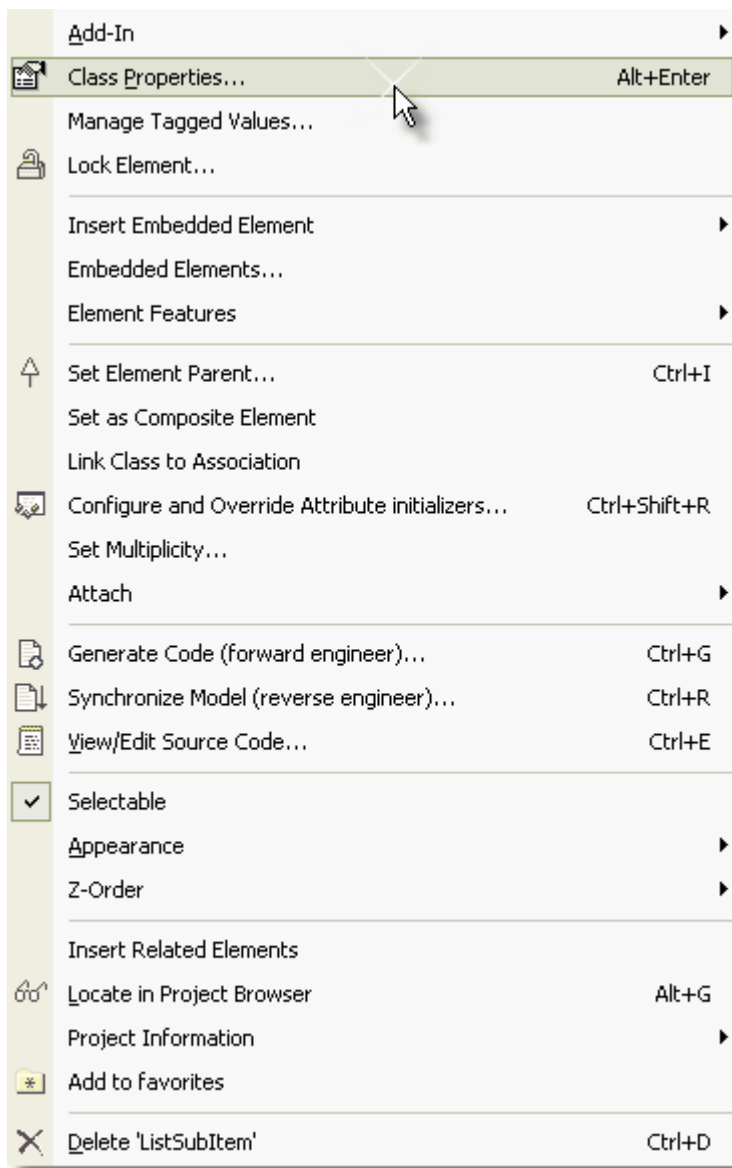 Add-In
Class Properties... Alt+Enter
Manage Tagged Values...
Lock Element...
Insert Embedded Element
Embedded Elements...
Element Features
Set Element Parent... Ctrl+I
Set as Composite Element
Link Class to Association
Configure and Override Attribute initializers... Ctrl+Shift+R
Set Multiplicity...
Attach
Generate Code (forward engineer)... Ctrl+G
Synchronize Model (reverse engineer)... Ctrl+R
View/Edit Source Code... Ctrl+E
Selectable
Appearance
Z-Order
Insert Related Elements
Locate in Project Browser Alt+G
Project Information
Add to favorites
Delete 'ListSubItem' Ctrl+D